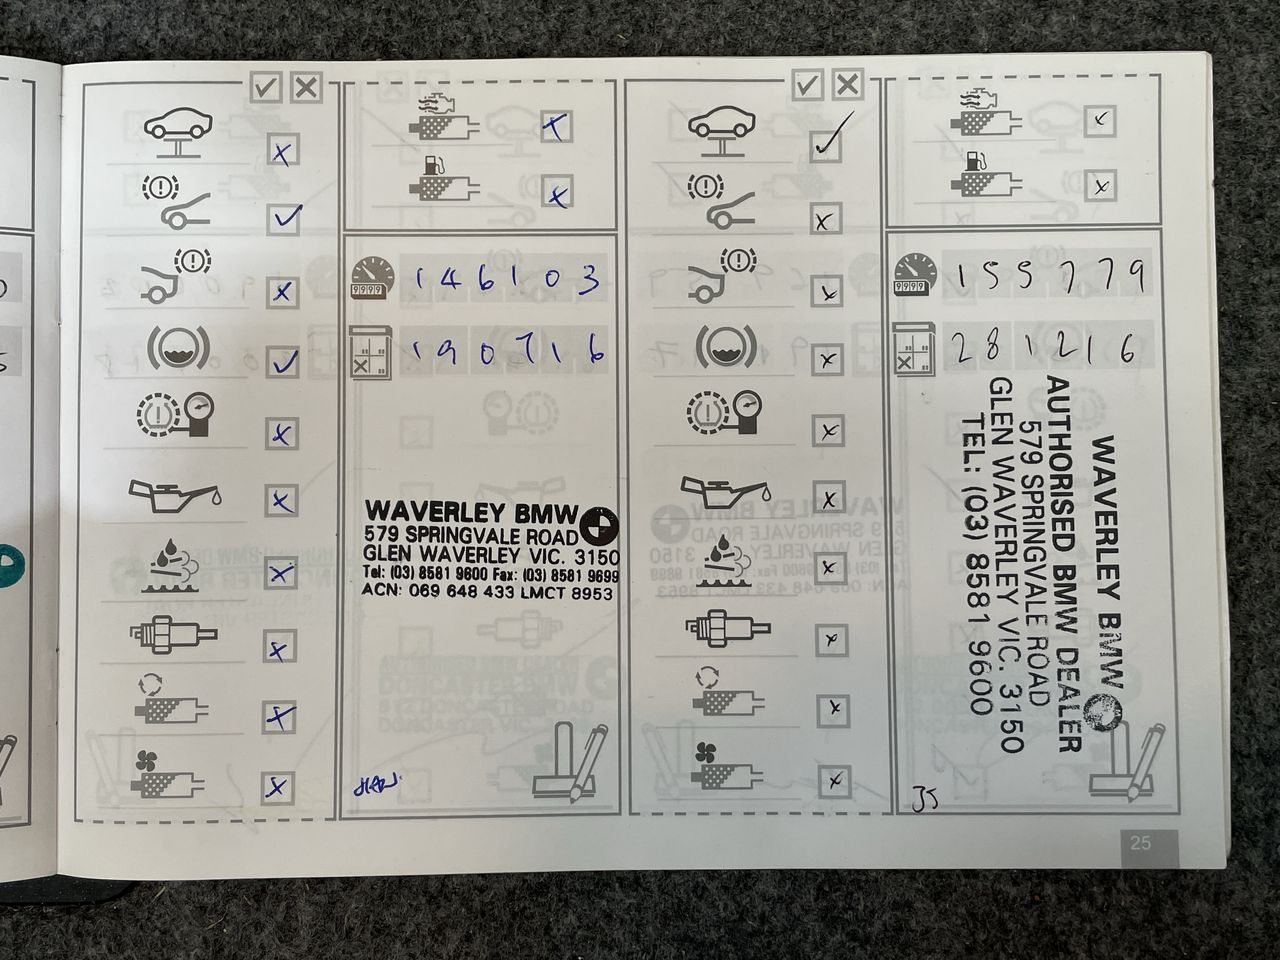 146103
190716
WAVERLEY BMW
579 SPRINGVALE ROAD
GLEN WAVERLEY VIC. 3150
Tel: (03) 8581 9600 Fax: (03) 8581 9699
ACN: 069 648 433 LMCT 8953
155779
281216
WAVERLEY BMW
AUTHORISED BMW DEALER
579 SPRINGVALE ROAD
GLEN WAVERLEY VIC. 3150
TEL: (03) 8581 9600
JS
25